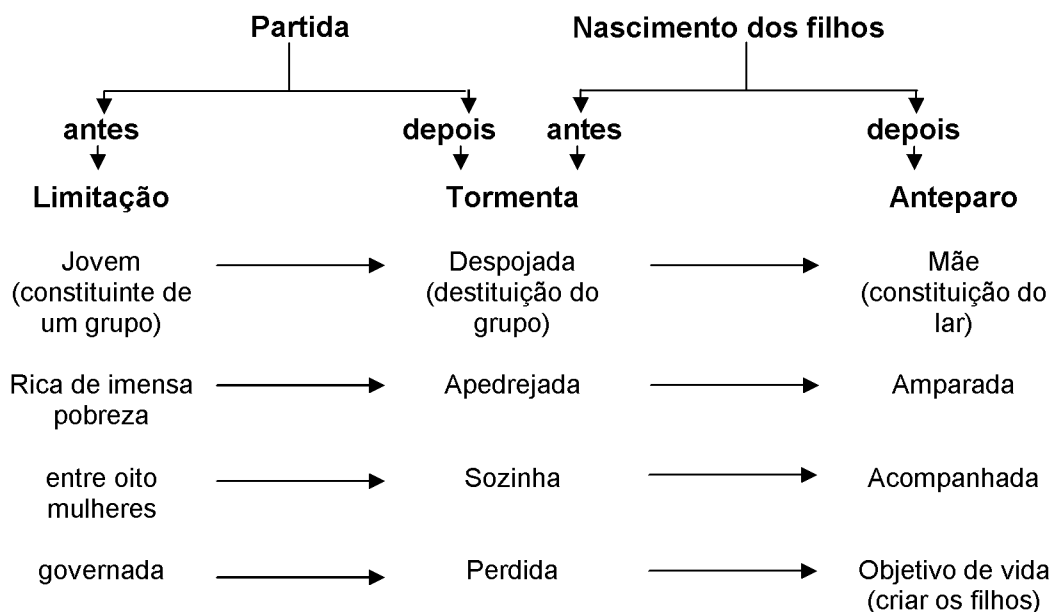 Partida Nascimento dos filhos
antes depois antes depois
Limitação Tormenta Anteparo
Jovem Despojada Mãe
(constituinte de (destituição do (constituição do
um grupo) grupo) lar)
Rica de imensa Apedrejada Amparada
pobreza
entre oito Sozinha Acompanhada
mulheres
governada Perdida Objetivo de vida
(criar os filhos)